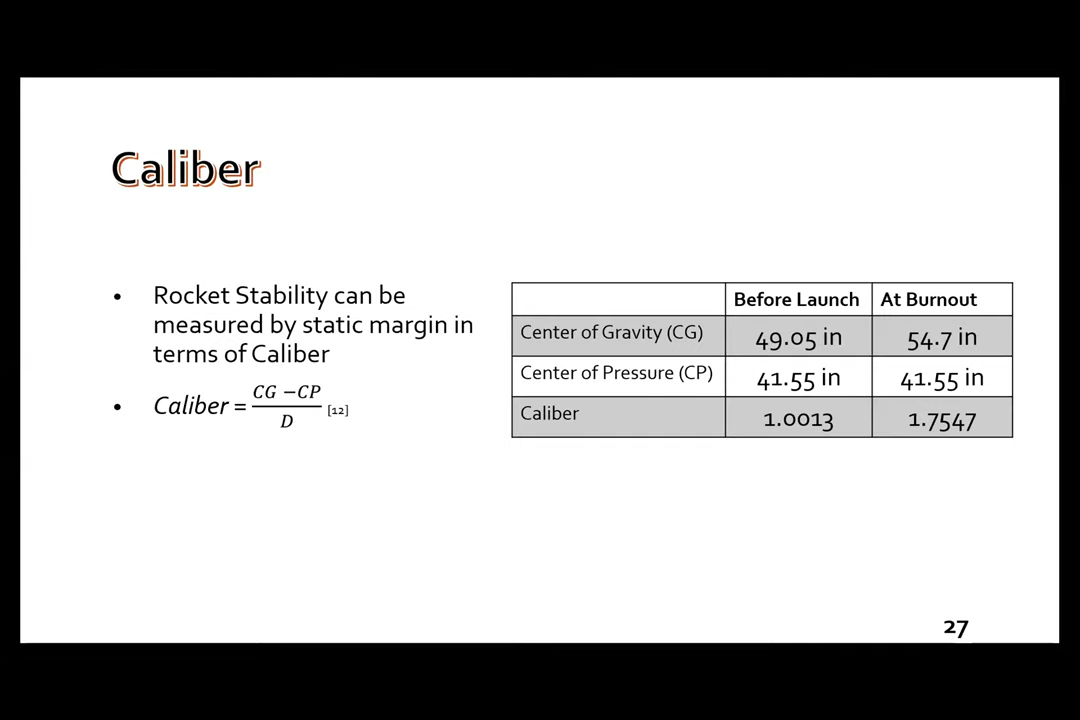 Caliber
• Rocket Stability can be
measured by static margin in
terms of Caliber
• Caliber = (CG − CP) / D [12]
Before Launch At Burnout
Center of Gravity (CG) 49.05 in 54.7 in
Center of Pressure (CP) 41.55 in 41.55 in
Caliber 1.0013 1.7547
27